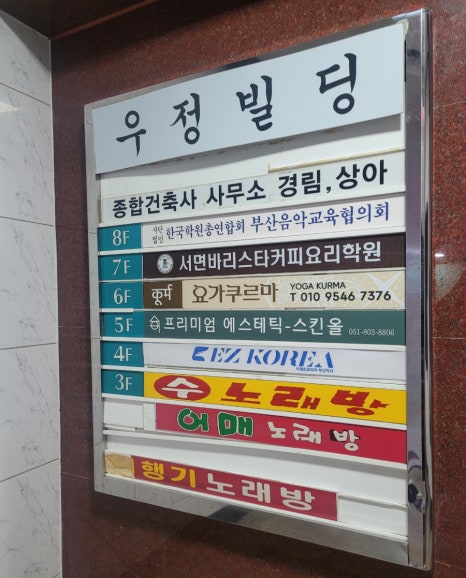 우정빌딩
종합건축사 사무소 경림,상아
8F 사단법인 한국학원총연합회 부산음악교육협의회
7F 서면바리스타커피요리학원
6F कूर्म 요가쿠르마 YOGA KURMA T 010 9546 7376
5F 프리미엄 에스테틱-스킨올 051-803-8806
4F EZ KOREA
3F 수노래방
어매노래방
행기노래방